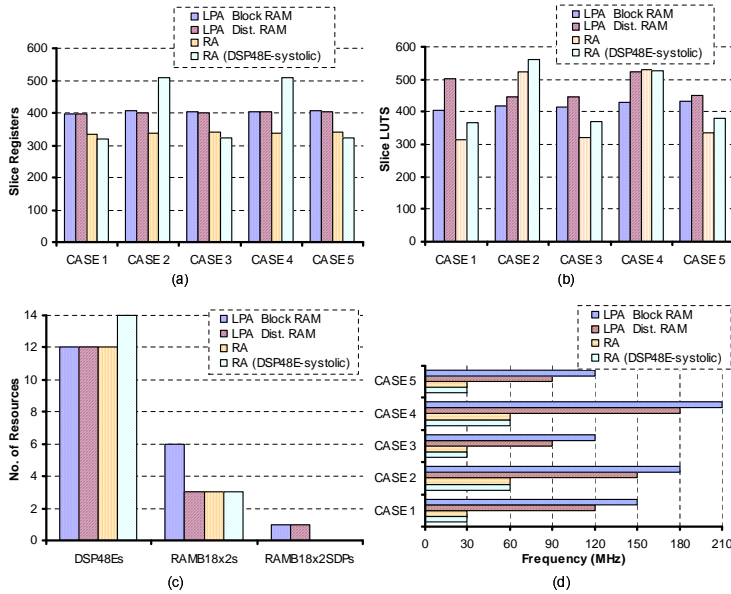 LPA Block RAM
LPA Dist. RAM
RA
RA (DSP48E-systolic)
600
500
400
300
200
100
0
Slice Registers
CASE 1
CASE 2
CASE 3
CASE 4
CASE 5
(a)
LPA Block RAM
LPA Dist. RAM
RA
RA (DSP48E-systolic)
600
500
400
300
200
100
0
Slice LUTS
CASE 1
CASE 2
CASE 3
CASE 4
CASE 5
(b)
LPA Block RAM
LPA Dist. RAM
RA
RA (DSP48E-systolic)
14
12
10
8
6
4
2
0
No. of Resources
DSP48Es
RAMB18x2s
RAMB18x2SDPs
(c)
LPA Block RAM
LPA Dist. RAM
RA
RA (DSP48E-systolic)
CASE 5
CASE 4
CASE 3
CASE 2
CASE 1
0
30
60
90
120
150
180
210
Frequency (MHz)
(d)